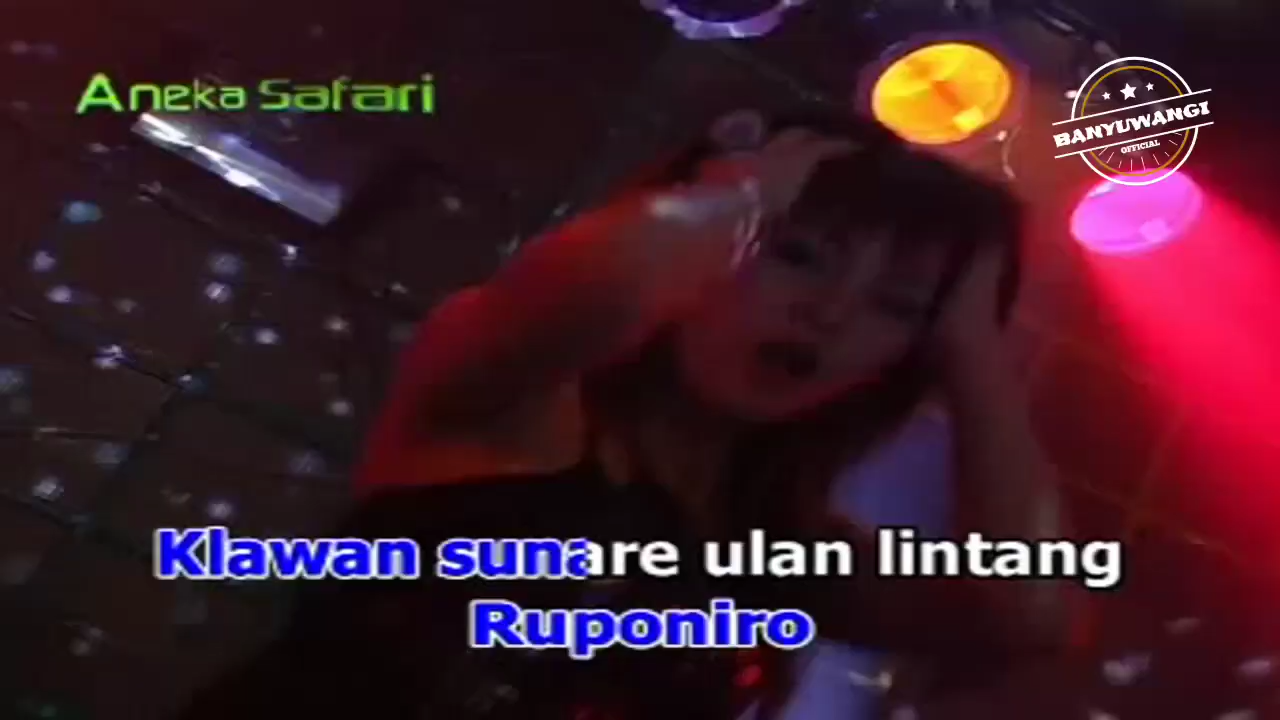 Aneka Safari
BANYUWANGI
OFFICIAL
Klawan sunare ulan lintang
Ruponiro